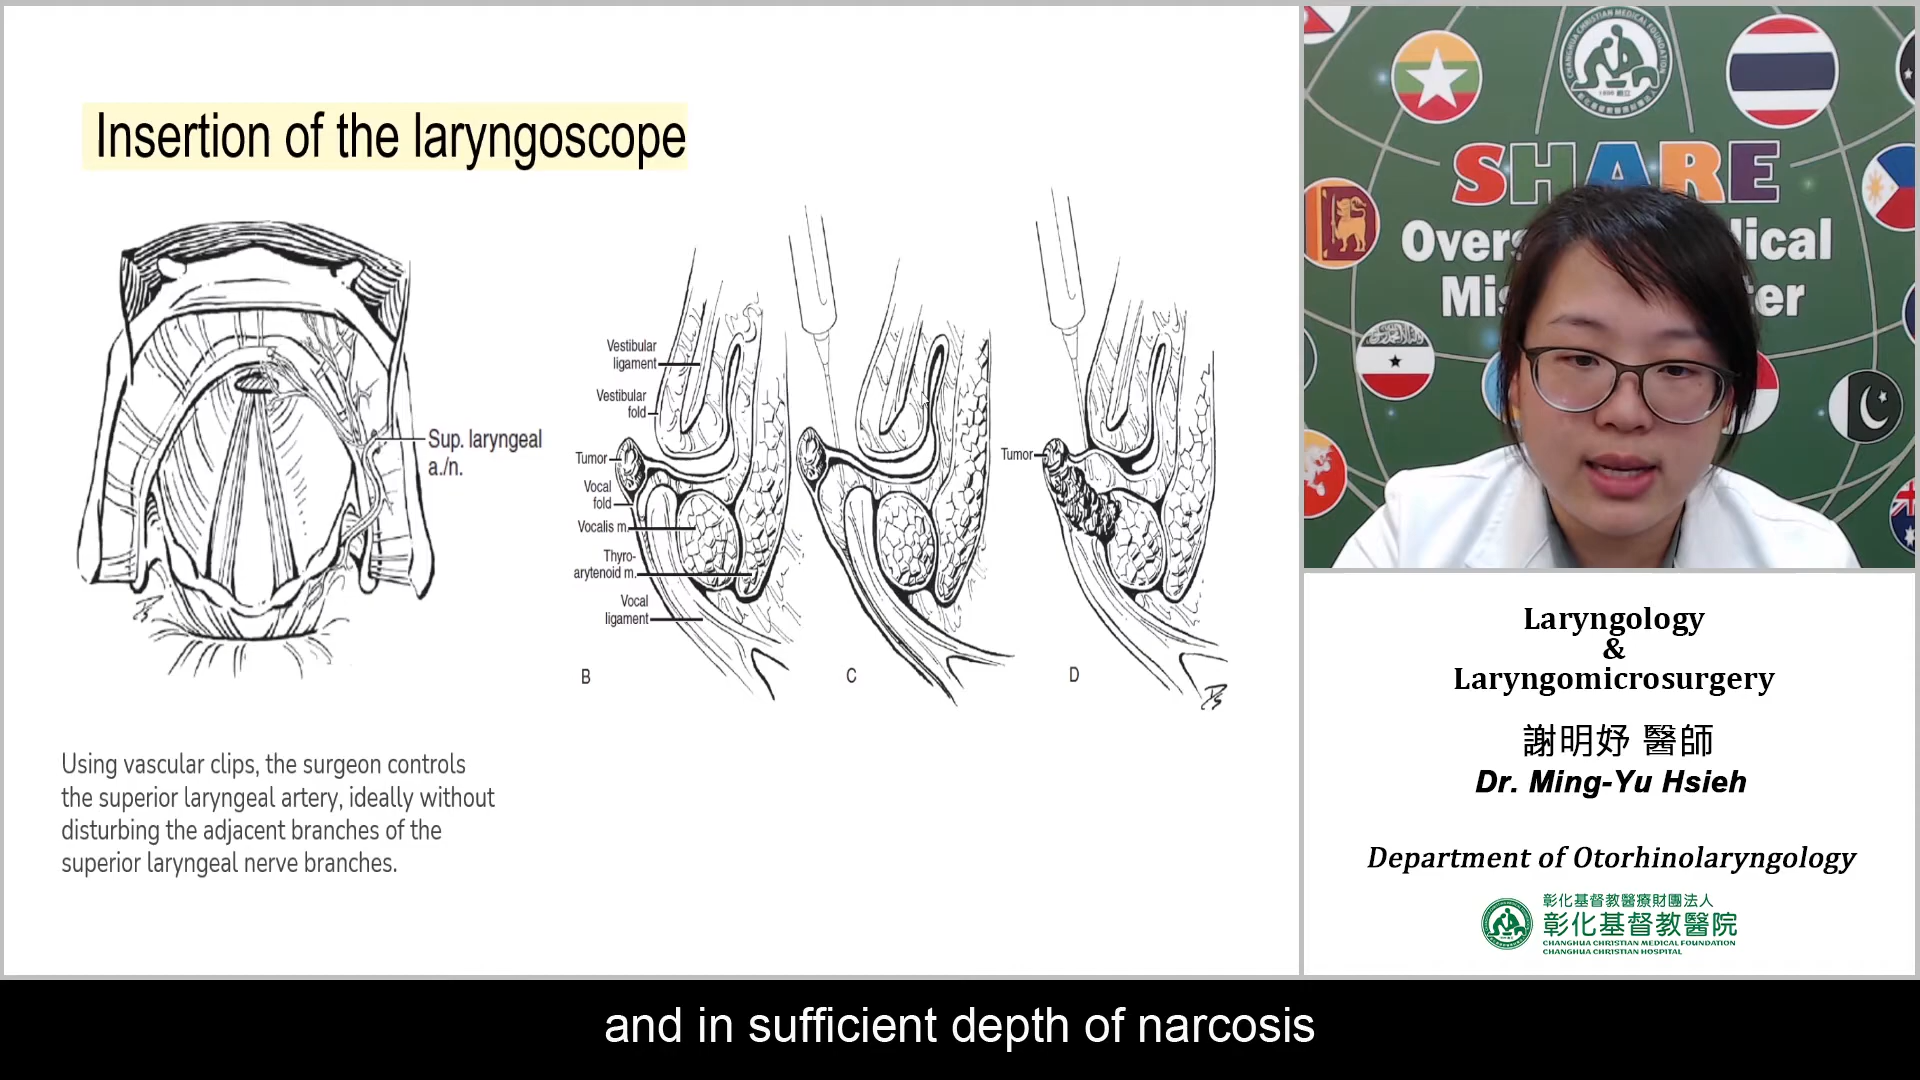 Insertion of the laryngoscope
Sup. laryngeal
a./n.
Vestibular
ligament
Vestibular
fold
Tumor
Vocal
fold
Vocalis m.
Thyro-
arytenoid m.
Vocal
ligament
Tumor
B
C
D
Using vascular clips, the surgeon controls
the superior laryngeal artery, ideally without
disturbing the adjacent branches of the
superior laryngeal nerve branches.
CHANGHUA CHRISTIAN MEDICAL FOUNDATION
SHARE
Laryngology
&
Laryngomicrosurgery
謝明妤 醫師
Dr. Ming-Yu Hsieh
Department of Otorhinolaryngology
彰化基督教醫療財團法人
彰化基督教醫院
CHANGHUA CHRISTIAN MEDICAL FOUNDATION
CHANGHUA CHRISTIAN HOSPITAL
and in sufficient depth of narcosis